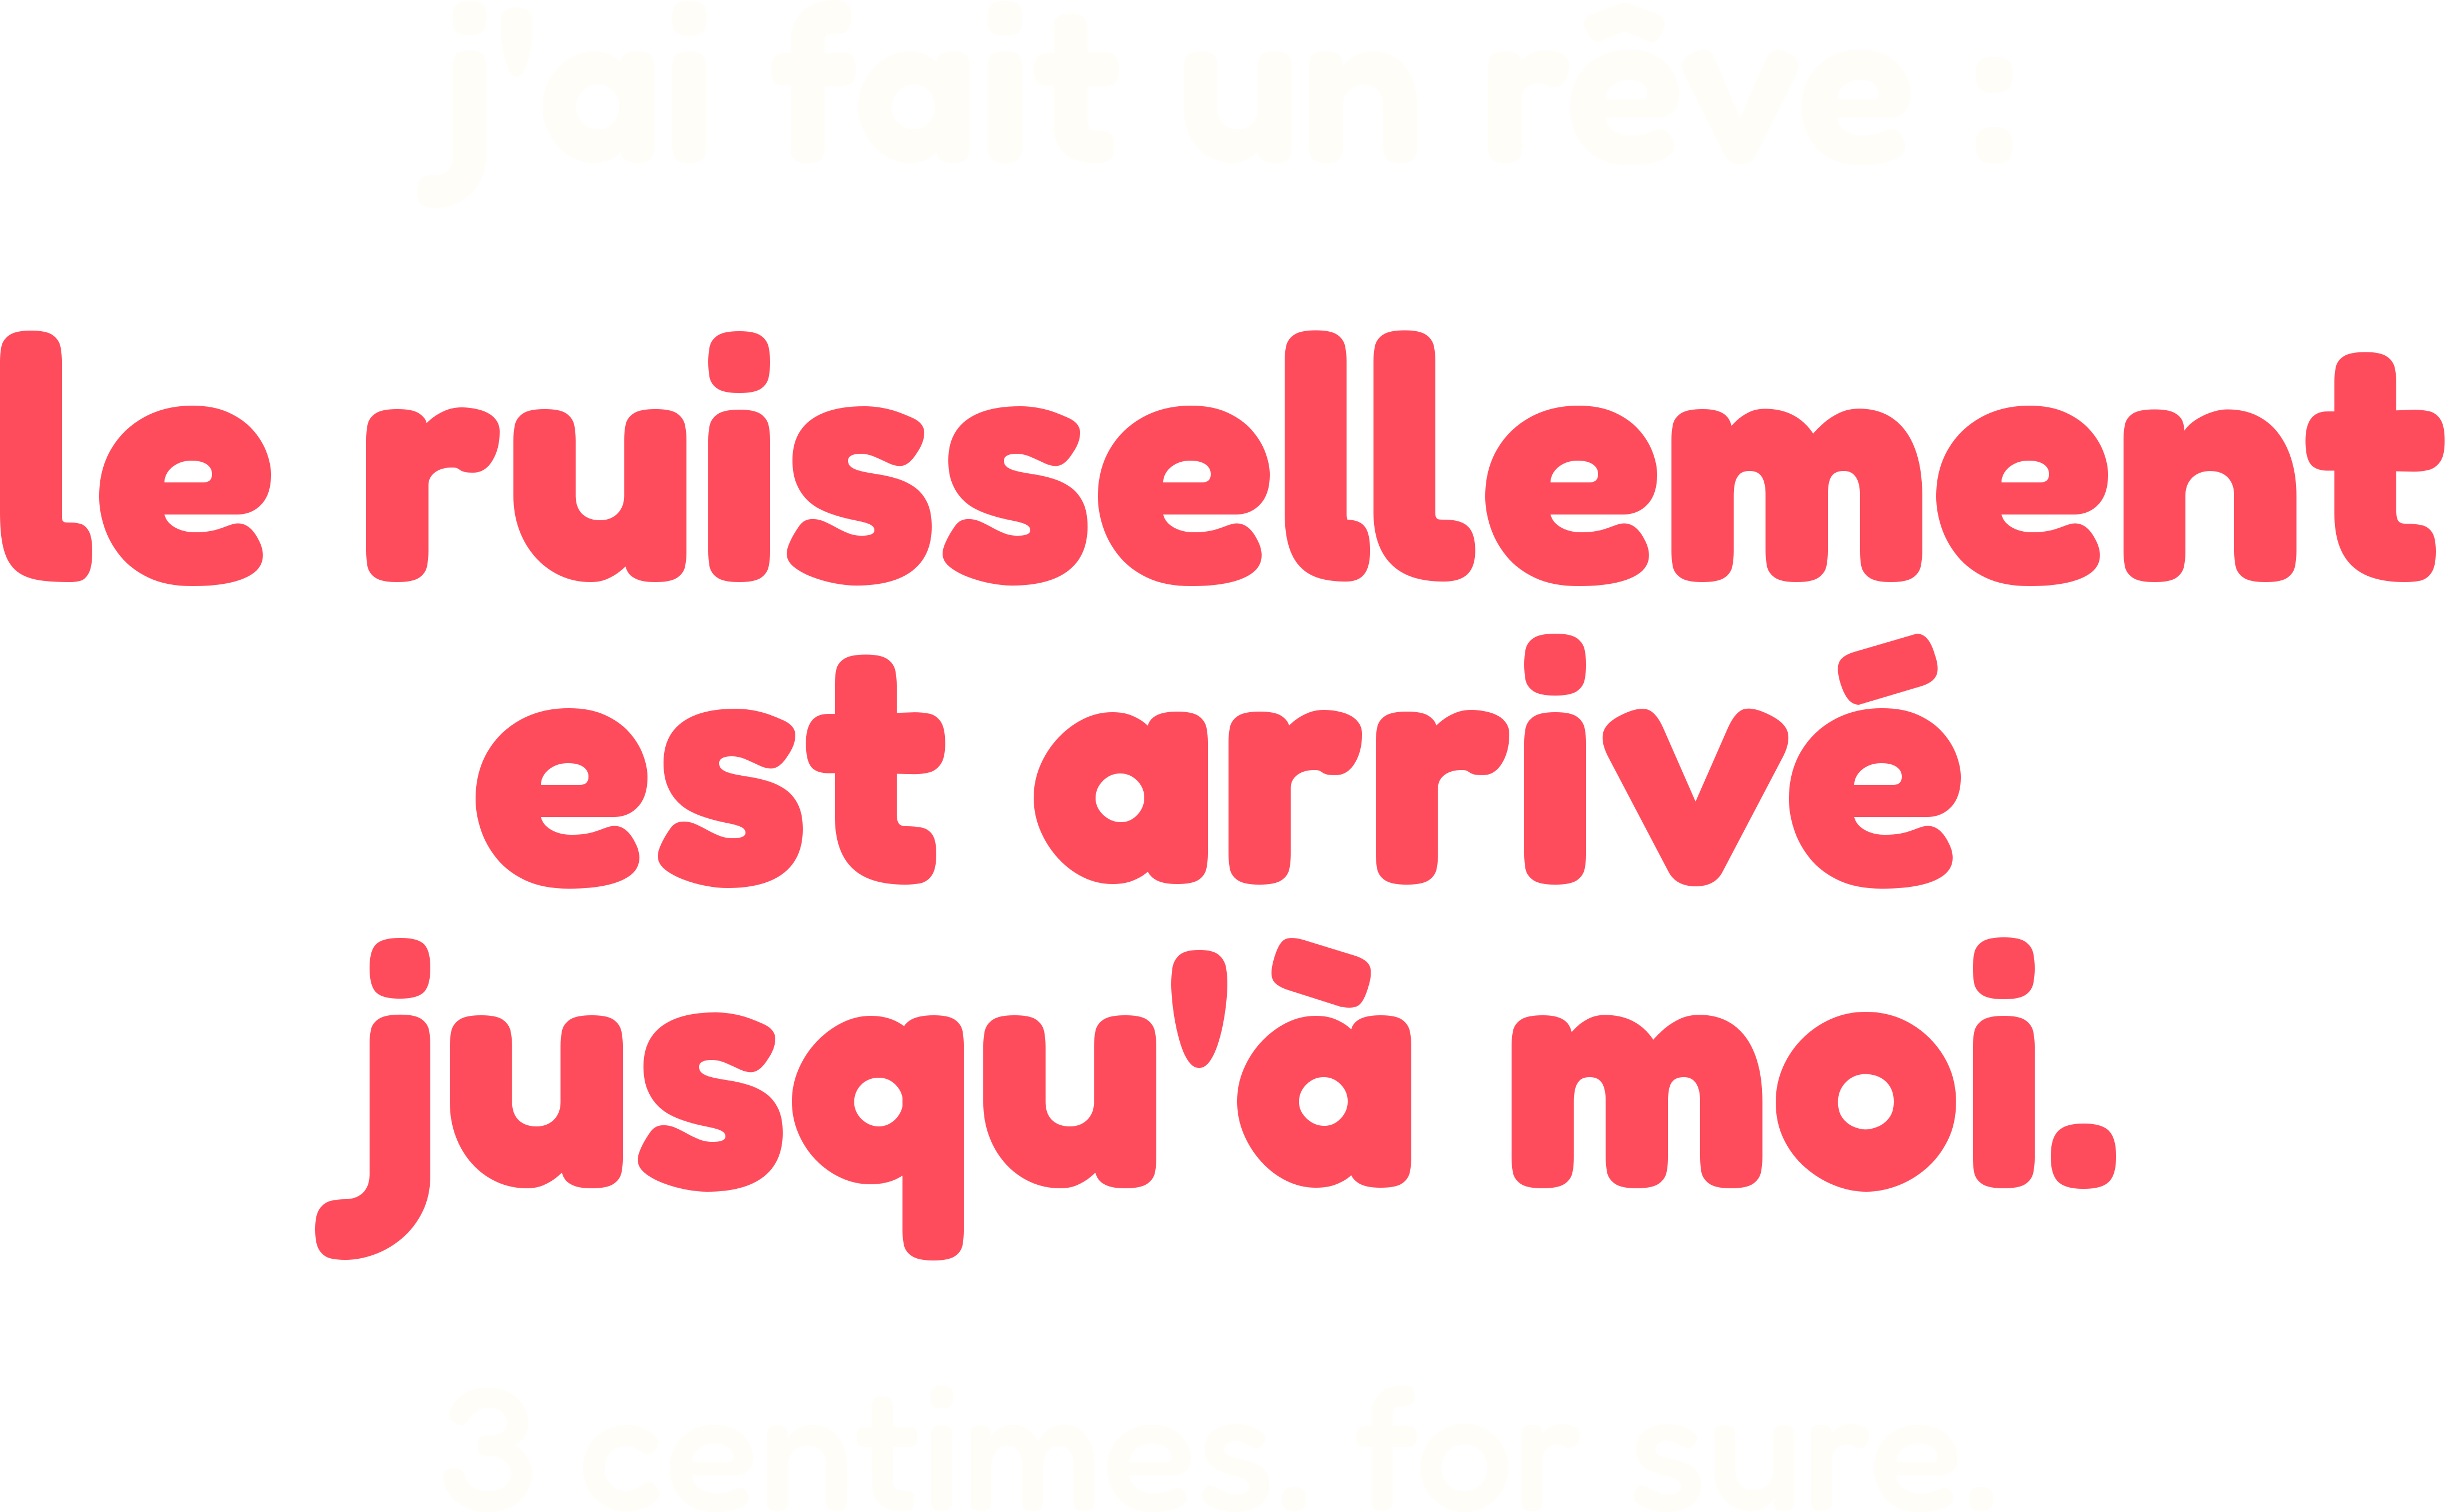 j'ai fait un rêve :
le ruissellement
est arrivé
jusqu'à moi.
3 centimes. for sure.